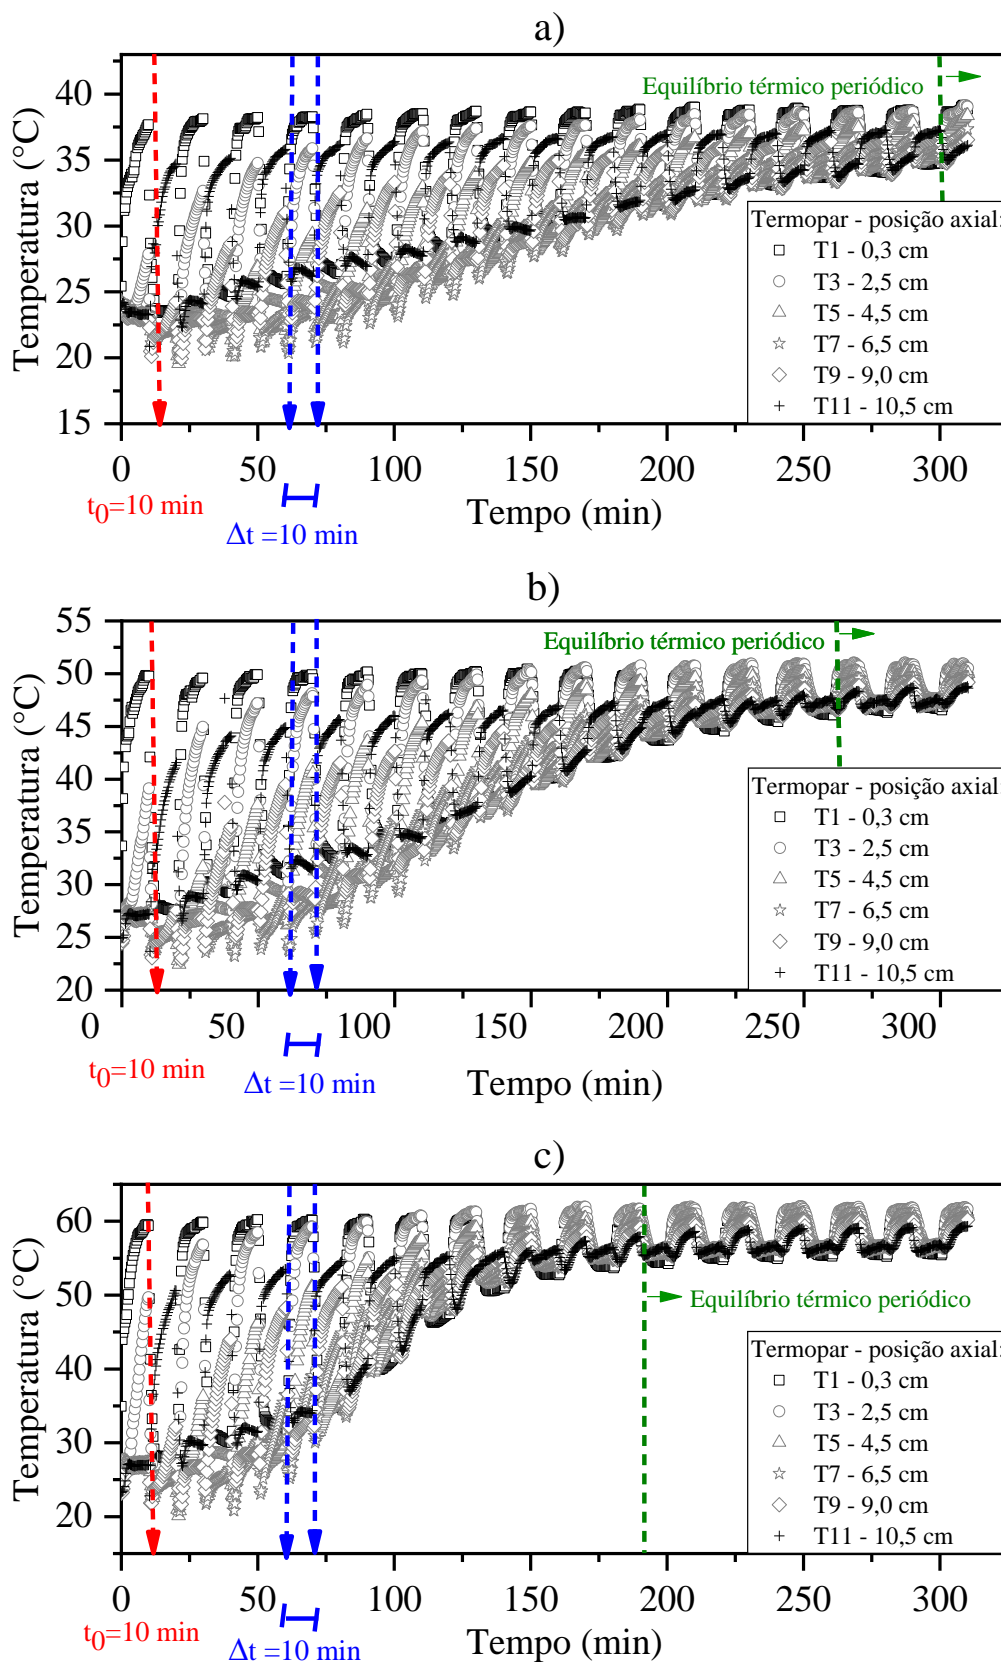 a)
Equilíbrio térmico periódico
Temperatura (°C)
40
35
30
25
20
15
Termopar - posição axial:
T1 - 0,3 cm
T3 - 2,5 cm
T5 - 4,5 cm
T7 - 6,5 cm
T9 - 9,0 cm
T11 - 10,5 cm
0 50 100 150 200 250 300
t0=10 min
Δt =10 min
Tempo (min)
b)
Equilíbrio térmico periódico
Temperatura (°C)
55
50
45
40
35
30
25
20
Termopar - posição axial:
T1 - 0,3 cm
T3 - 2,5 cm
T5 - 4,5 cm
T7 - 6,5 cm
T9 - 9,0 cm
T11 - 10,5 cm
0 50 100 150 200 250 300
t0=10 min
Δt =10 min
Tempo (min)
c)
Temperatura (°C)
60
50
40
30
20
Equilíbrio térmico periódico
Termopar - posição axial:
T1 - 0,3 cm
T3 - 2,5 cm
T5 - 4,5 cm
T7 - 6,5 cm
T9 - 9,0 cm
T11 - 10,5 cm
0 50 100 150 200 250 300
t0=10 min
Δt =10 min
Tempo (min)